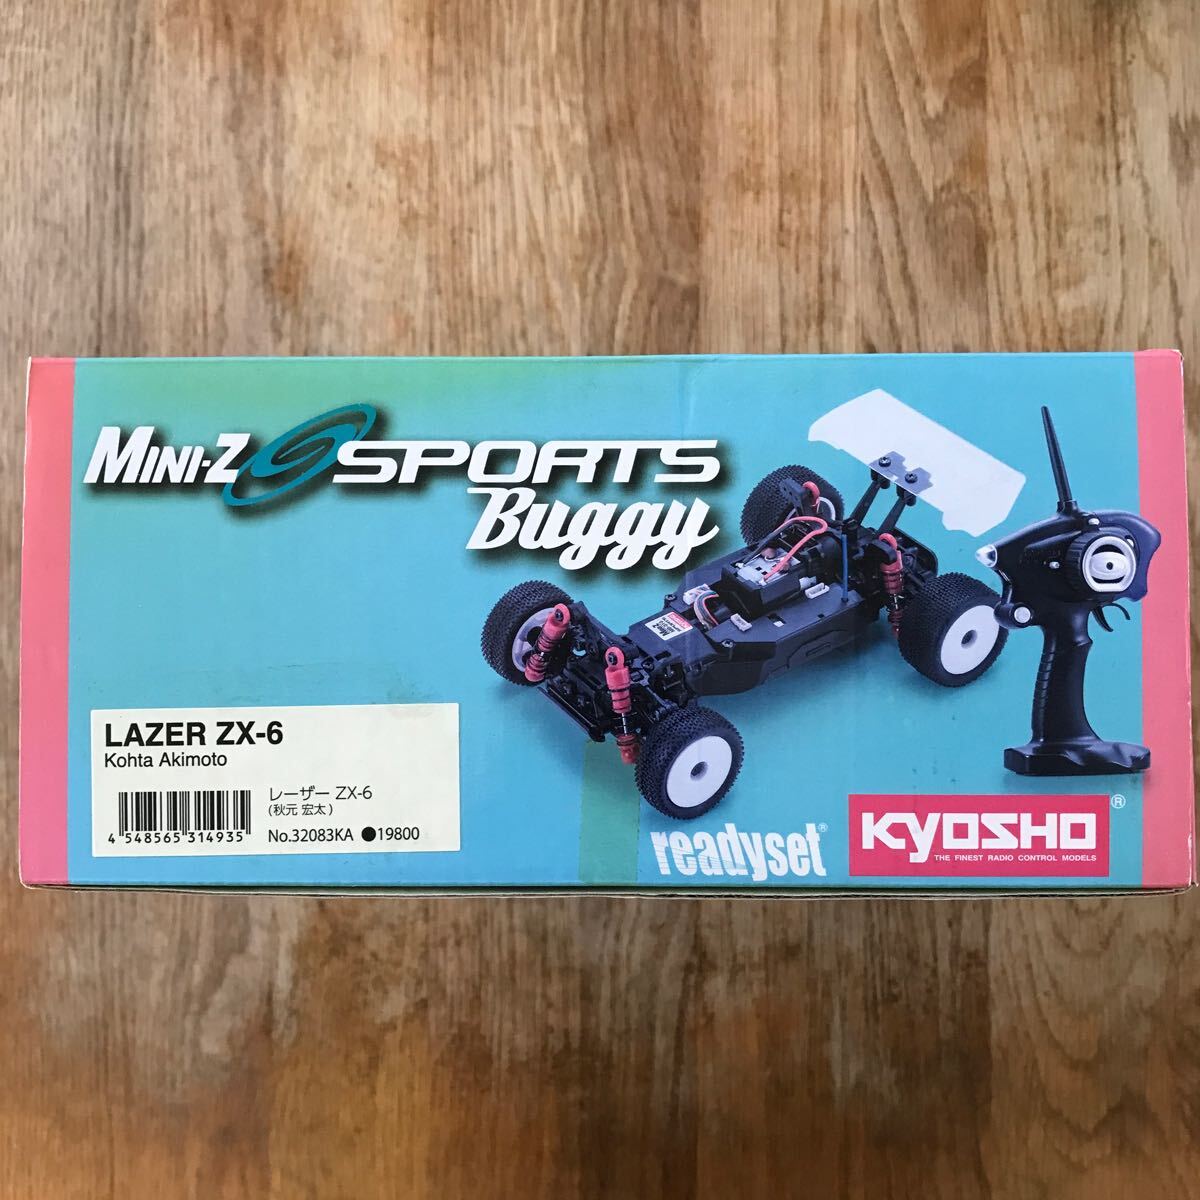 MINI-Z SPORTS
Buggy
LAZER ZX-6
Kohta Akimoto
レーザー ZX-6
(秋元 宏太)
4 548565 314935
No.32083KA ●19800
readyset®
KYOSHO®
THE FINEST RADIO CONTROL MODELS